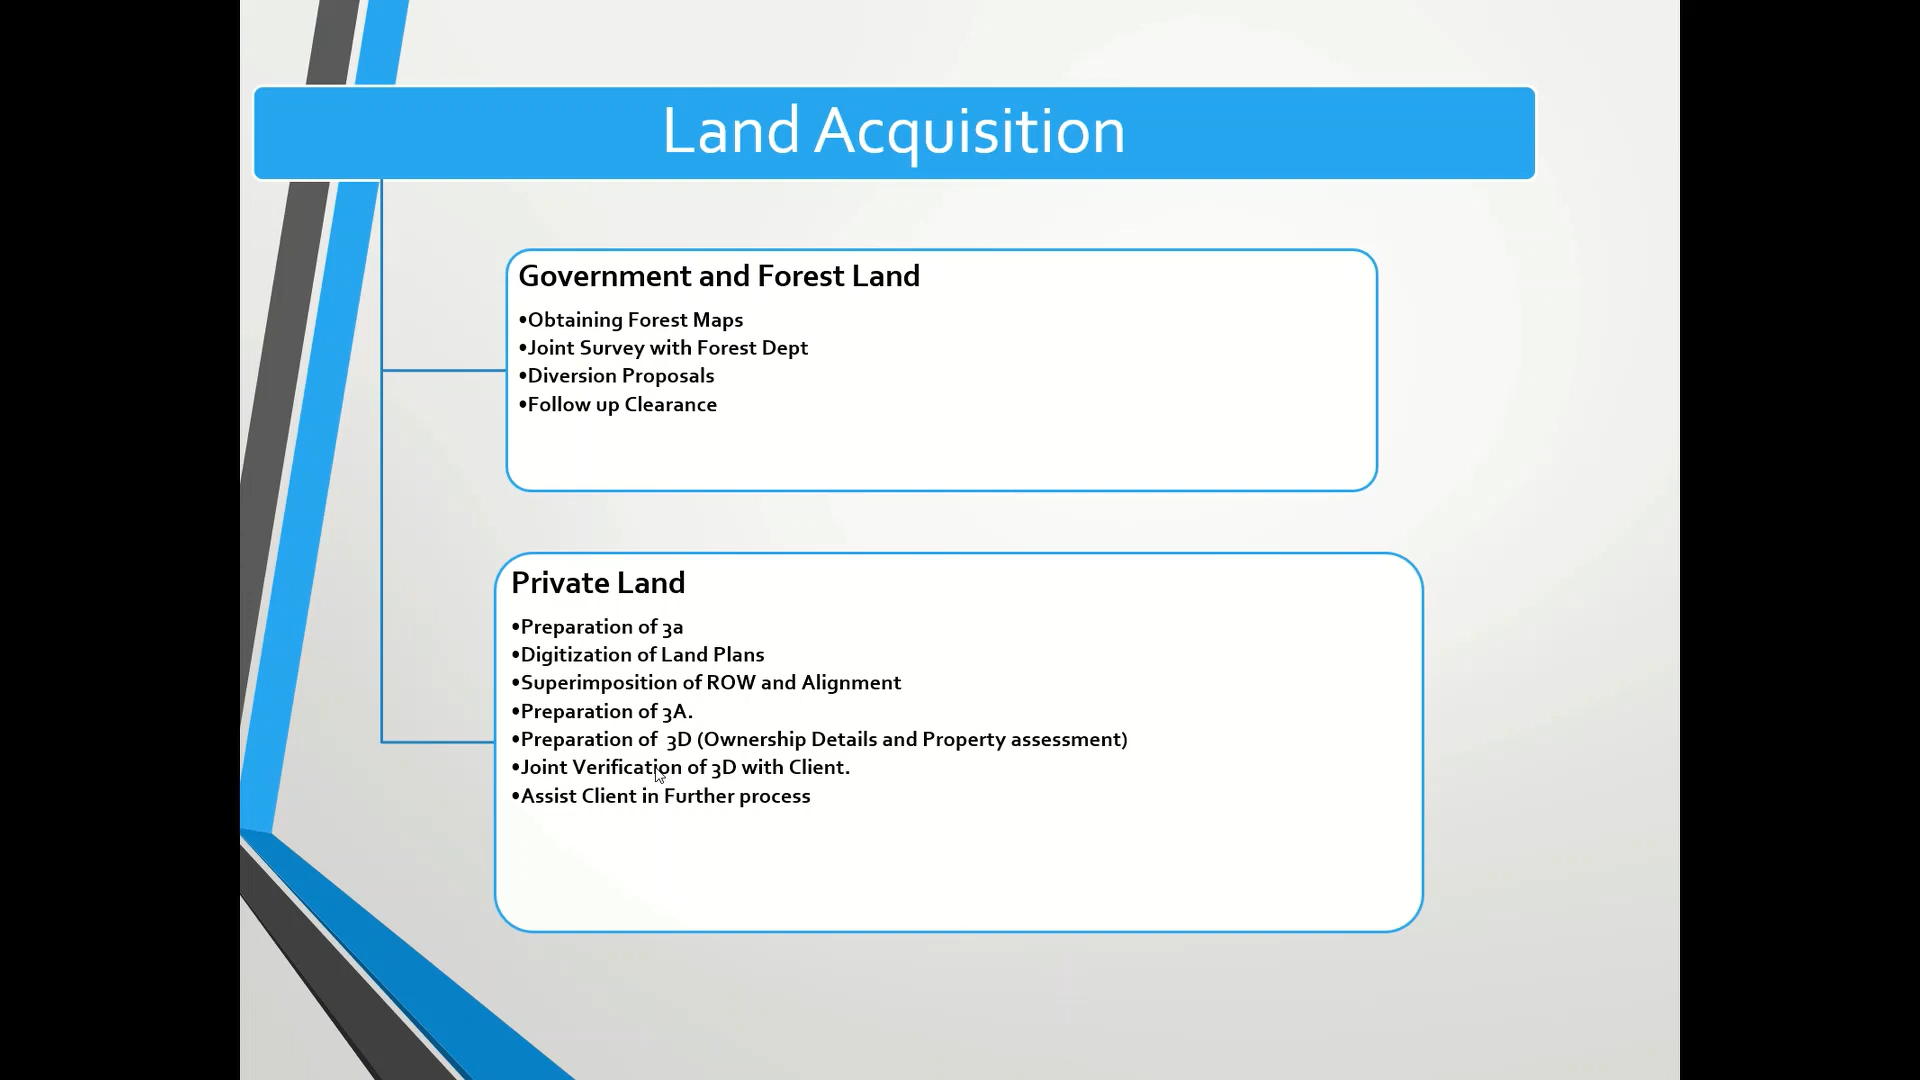 Land Acquisition
Government and Forest Land
•Obtaining Forest Maps
•Joint Survey with Forest Dept
•Diversion Proposals
•Follow up Clearance
Private Land
•Preparation of 3a
•Digitization of Land Plans
•Superimposition of ROW and Alignment
•Preparation of 3A.
•Preparation of  3D (Ownership Details and Property assessment)
•Joint Verification of 3D with Client.
•Assist Client in Further process